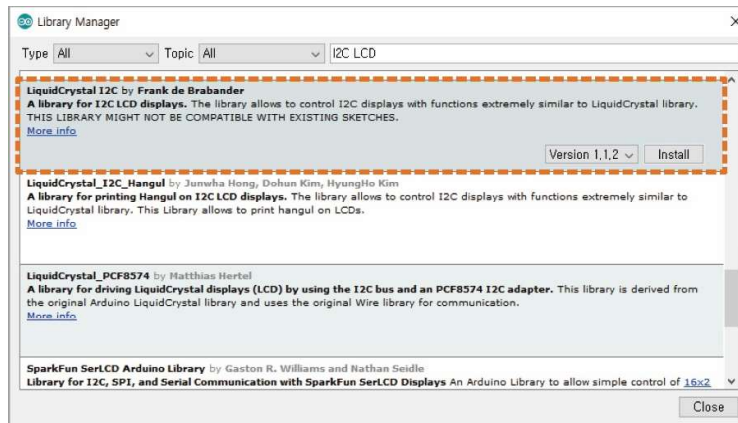 Library Manager
Type All Topic All I2C LCD
LiquidCrystal I2C by Frank de Brabander
A library for I2C LCD displays. The library allows to control I2C displays with functions extremely similar to LiquidCrystal library.
THIS LIBRARY MIGHT NOT BE COMPATIBLE WITH EXISTING SKETCHES.
More info
Version 1,1,2 Install
LiquidCrystal_I2C_Hangul by Junwha Hong, Dohun Kim, HyungHo Kim
A library for printing Hangul on I2C LCD displays. The library allows to control I2C displays with functions extremely similar to
LiquidCrystal library. This Library allows to print hangul on LCDs.
More info
LiquidCrystal_PCF8574 by Matthias Hertel
A library for driving LiquidCrystal displays (LCD) by using the I2C bus and an PCF8574 I2C adapter. This library is derived from
the original Arduino LiquidCrystal library and uses the original Wire library for communication.
More info
SparkFun SerLCD Arduino Library by Gaston R. Williams and Nathan Seidle
Library for I2C, SPI, and Serial Communication with SparkFun SerLCD Displays An Arduino Library to allow simple control of 16x2
Close